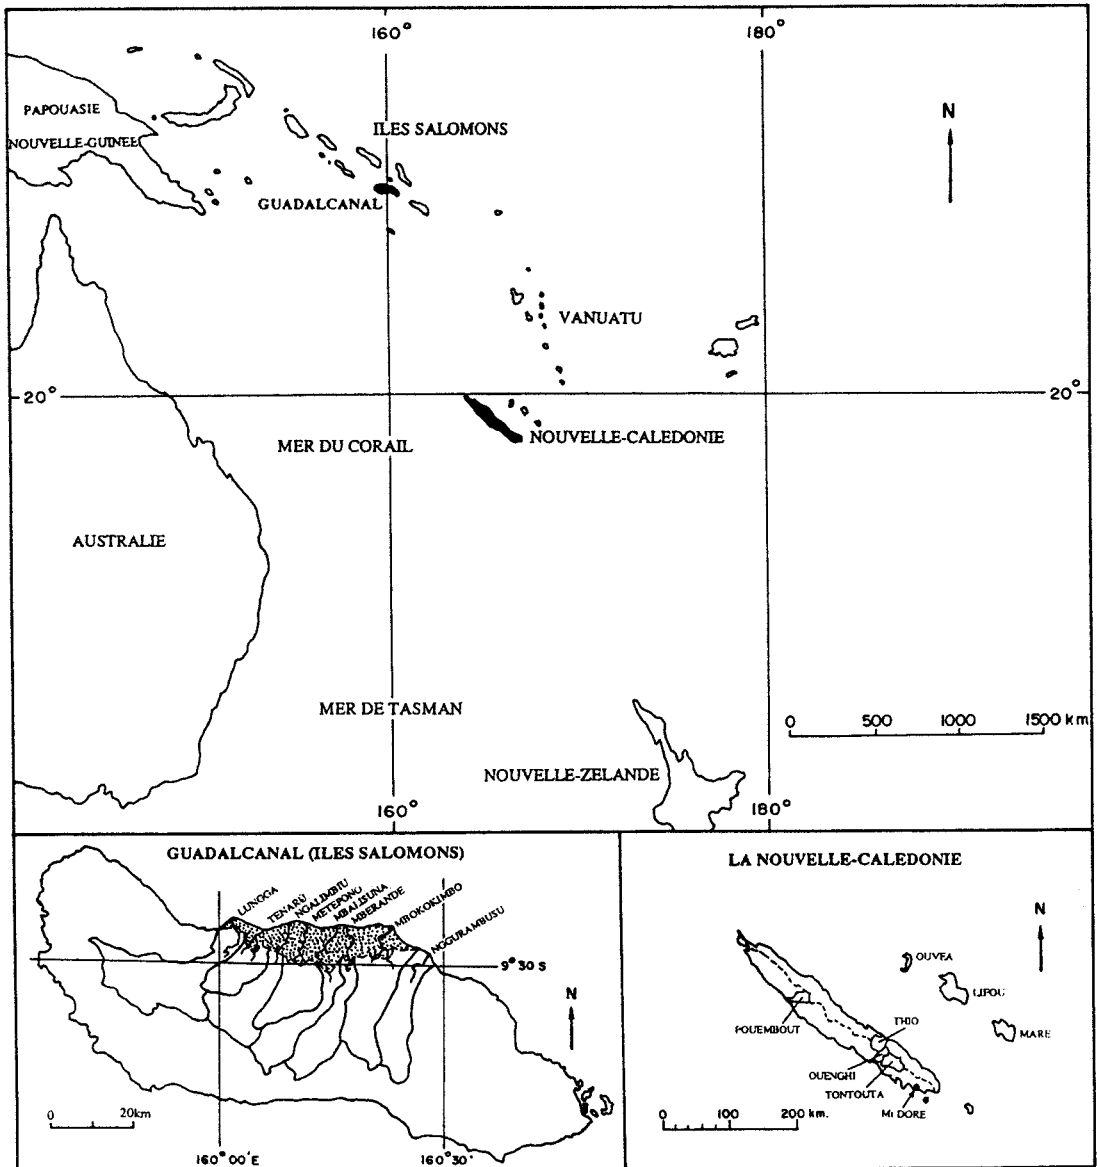 160°
180°
PAPOUASIE
NOUVELLE-GUINEE
ILES SALOMONS
N
GUADALCANAL
VANUATU
20°
20°
NOUVELLE-CALEDONIE
MER DU CORAIL
AUSTRALIE
MER DE TASMAN
0 500 1000 1500 km
NOUVELLE-ZELANDE
160°
180°
GUADALCANAL (ILES SALOMONS)
LUNGGA
TENARU
NGALIMBIU
METEPONO
MBALISUNA
MBERANDE
MBOKOKIMBO
NGGURAMBUSU
9° 30 S
N
0 20km
160° 00'E
160° 30'
LA NOUVELLE-CALEDONIE
N
OUVEA
LIFOU
MARE
POUEMBOUT
THIO
OUENGHI
TONTOUTA
Mt DORE
0 100 200 km.